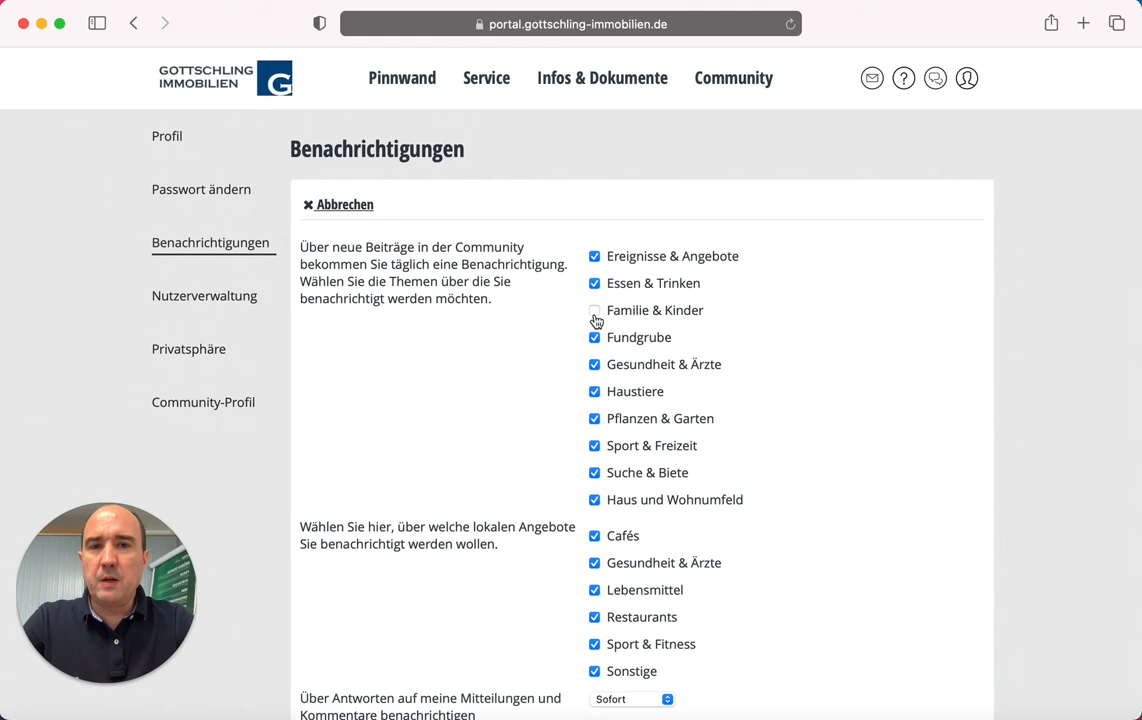 portal.gottschling-immobilien.de
GOTTSCHLING
IMMOBILIEN
G
Pinnwand Service Infos & Dokumente Community
?
Profil
Passwort ändern
Benachrichtigungen
Nutzerverwaltung
Privatsphäre
Community-Profil
Benachrichtigungen
Abbrechen
Über neue Beiträge in der Community
bekommen Sie täglich eine Benachrichtigung.
Wählen Sie die Themen über die Sie
benachrichtigt werden möchten.
Ereignisse & Angebote
Essen & Trinken
Familie & Kinder
Fundgrube
Gesundheit & Ärzte
Haustiere
Pflanzen & Garten
Sport & Freizeit
Suche & Biete
Haus und Wohnumfeld
Wählen Sie hier, über welche lokalen Angebote
Sie benachrichtigt werden wollen.
Cafés
Gesundheit & Ärzte
Lebensmittel
Restaurants
Sport & Fitness
Sonstige
Über Antworten auf meine Mitteilungen und
Kommentare benachrichtigen
Sofort